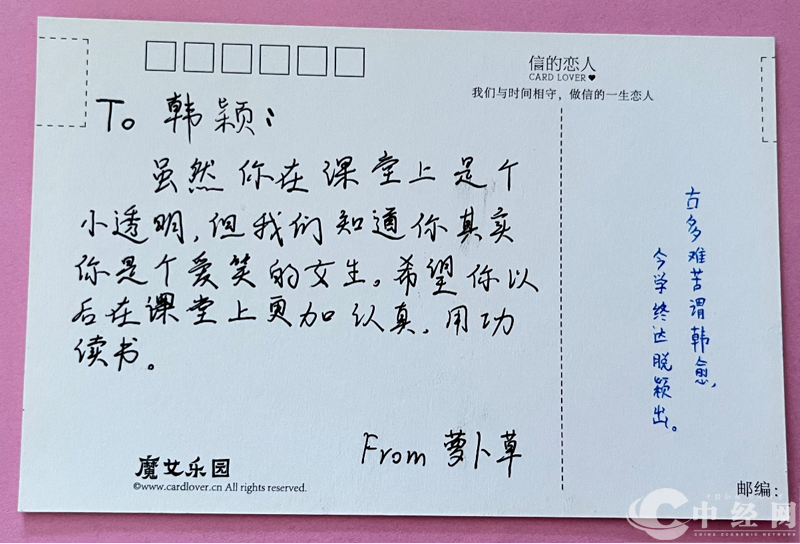 信的恋人
CARD LOVER♥
我们与时间相守，做信的一生恋人
To 韩颖：
虽然你在课堂上是个
小透明，但我们知道你其实
你是个爱笑的女生。希望你以
后在课堂上更加认真，用功
读书。
From 萝卜草
古多难苦谓韩愈，
今学终达脱颖出。
魔女乐园
©www.cardlover.cn All rights reserved.
邮编：
中经网
CHINA ECONOMIC NETWORK